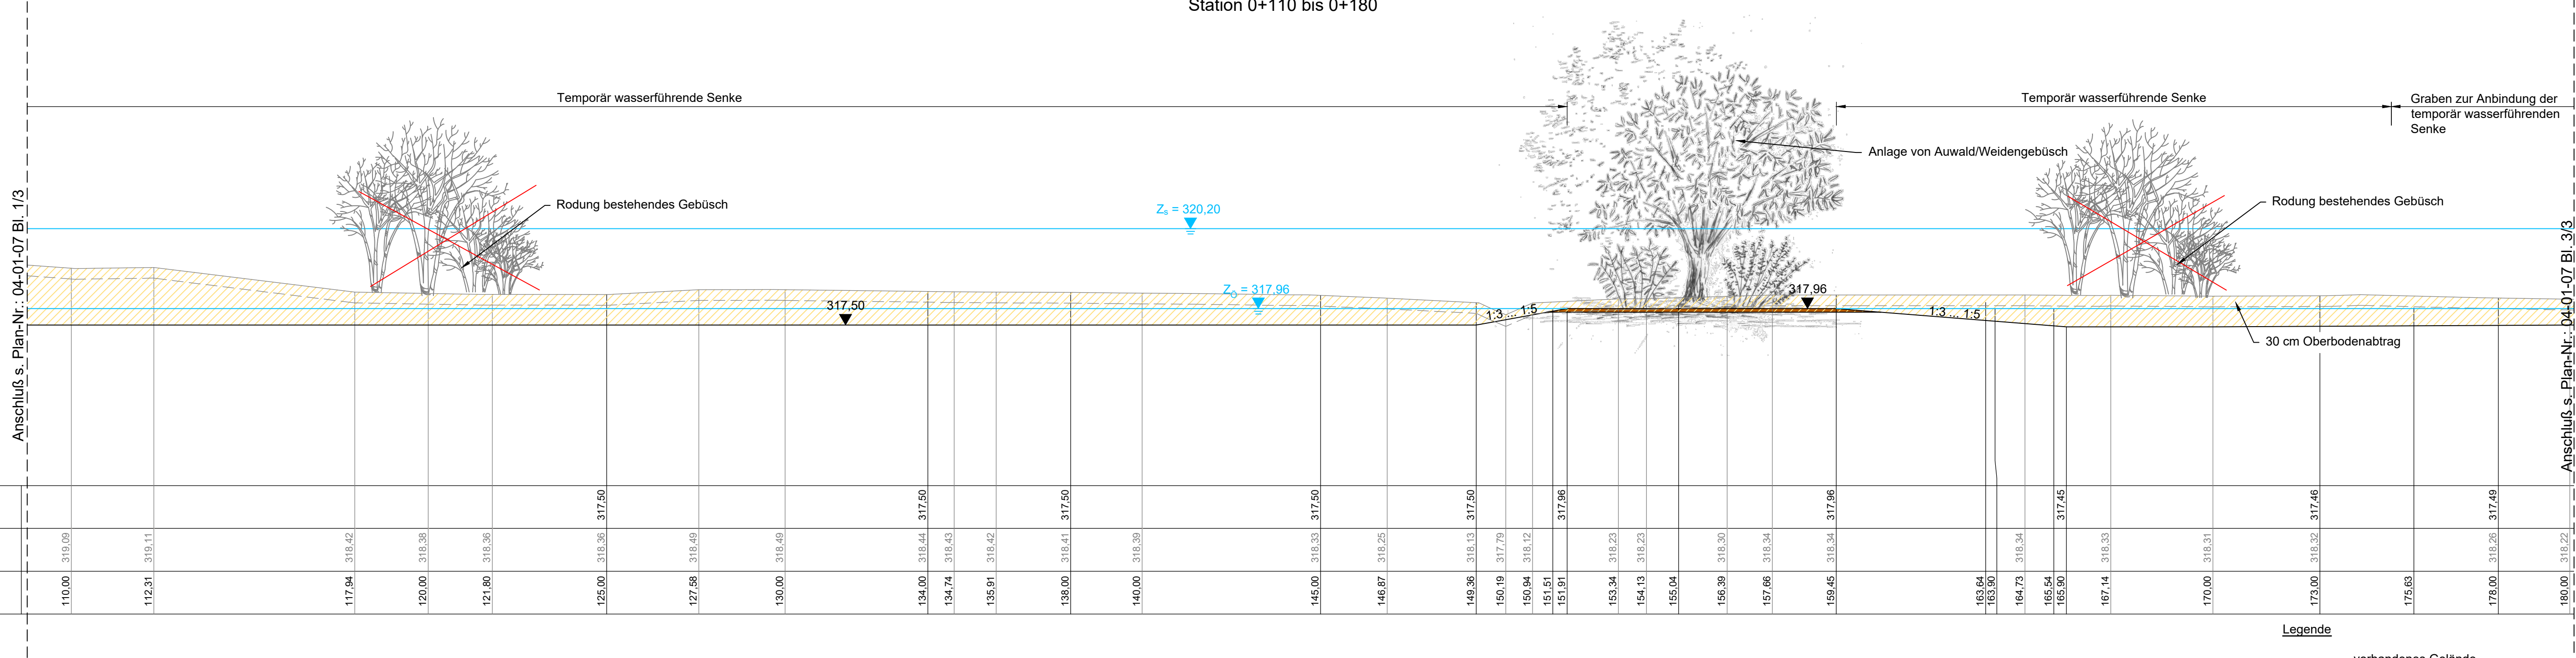 Station 0+110 bis 0+180
Temporär wasserführende Senke
Temporär wasserführende Senke
Graben zur Anbindung der
temporär wasserführenden
Senke
Anlage von Auwald/Weidengebüsch
Rodung bestehendes Gebüsch
Rodung bestehendes Gebüsch
Zs = 320,20
ZO = 317,96
317,50
317,96
1:3 ... 1:5
1:3 ... 1:5
30 cm Oberbodenabtrag
Anschluß s. Plan-Nr.: 04-01-07 Bl. 1/3
Anschluß s. Plan-Nr.: 04-01-07 Bl. 3/3
317,50 317,50 317,50 317,50 317,50 317,96 317,96 317,45 317,46 317,49
319,09 319,11 318,42 318,38 318,36 318,36 318,49 318,49 318,44 318,43 318,42 318,41 318,39 318,33 318,25 318,13 317,79 318,12 318,23 318,23 318,30 318,34 318,34 318,34 318,33 318,31 318,32 318,26 318,22
110,00 112,31 117,94 120,00 121,80 125,00 127,58 130,00 134,00 134,74 135,91 138,00 140,00 145,00 146,87 149,36 150,19 150,94 151,51 151,91 153,34 154,13 155,04 156,39 157,66 159,45 163,64 163,90 164,73 165,54 165,90 167,14 170,00 173,00 175,63 178,00 180,00
Legende
vorhandenes Gelände